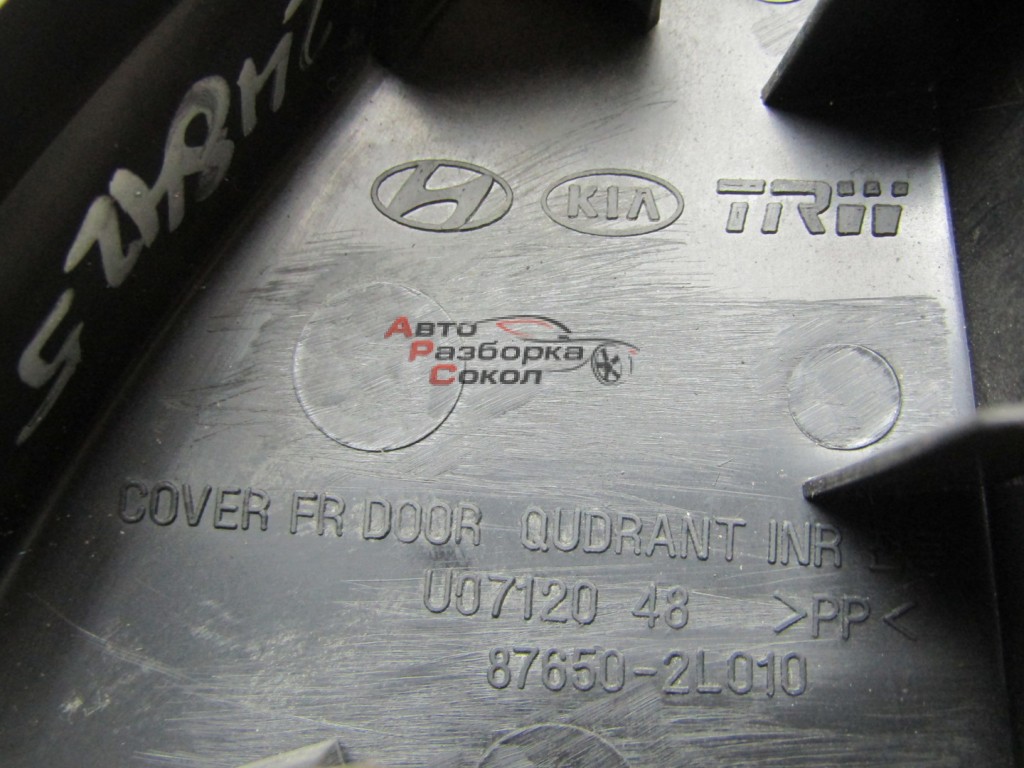 KIA TRW
Авто
Разборка
Сокол
COVER FR DOOR QUDRANT INR
U07120 48 >PP<
87650-2L010